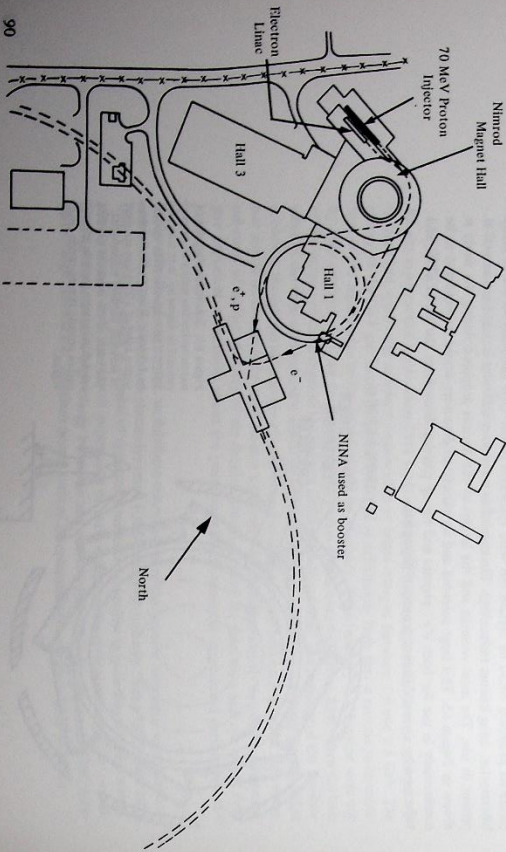 Nimrod
Magnet Hall
70 MeV Proton
Injector
Electron
Linac
Hall 3
Hall 1
e⁺, p
e⁻
NINA used as booster
North
90